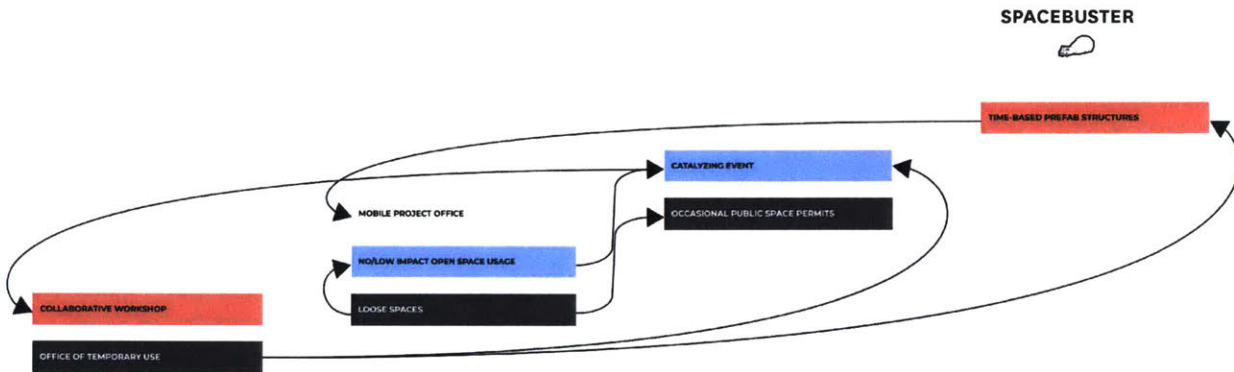 SPACEBUSTER
TIME-BASED PREFAB STRUCTURES
CATALYZING EVENT
OCCASIONAL PUBLIC SPACE PERMITS
MOBILE PROJECT OFFICE
NO/LOW IMPACT OPEN SPACE USAGE
LOOSE SPACES
COLLABORATIVE WORKSHOP
OFFICE OF TEMPORARY USE